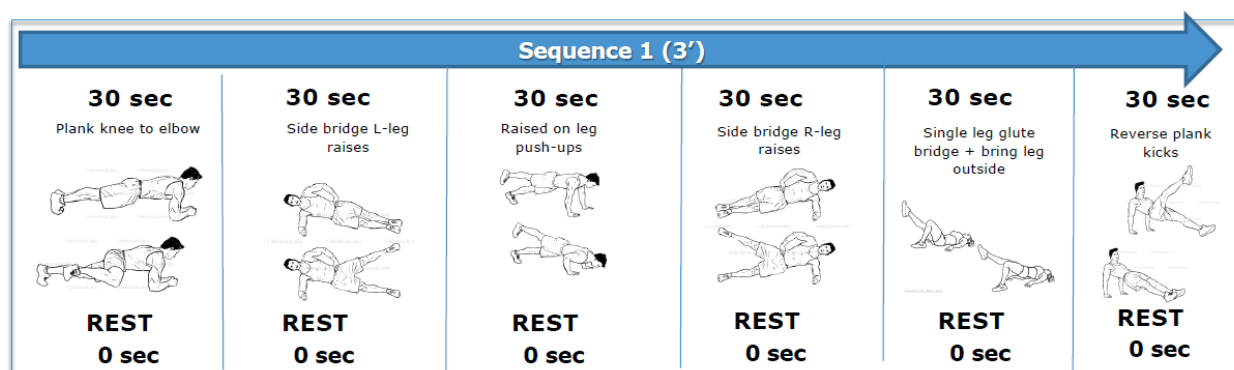 Sequence 1 (3’)
30 sec
Plank knee to elbow
REST
0 sec
30 sec
Side bridge L-leg
raises
REST
0 sec
30 sec
Raised on leg
push-ups
REST
0 sec
30 sec
Side bridge R-leg
raises
REST
0 sec
30 sec
Single leg glute
bridge + bring leg
outside
REST
0 sec
30 sec
Reverse plank
kicks
REST
0 sec